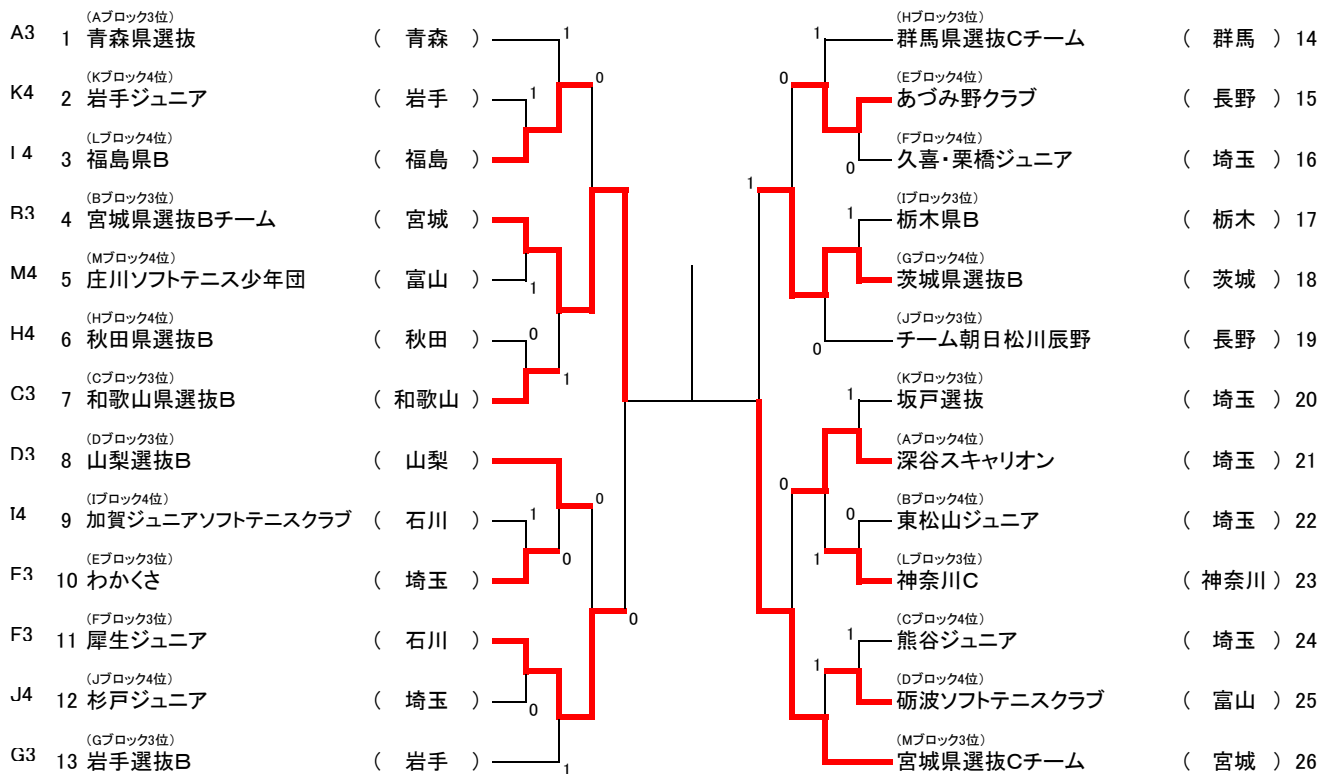 (Aブロック3位)
A3 1 青森県選抜 ( 青森 )
(Kブロック4位)
K4 2 岩手ジュニア ( 岩手 )
(Lブロック4位)
L4 3 福島県B ( 福島 )
(Bブロック3位)
B3 4 宮城県選抜Bチーム ( 宮城 )
(Mブロック4位)
M4 5 庄川ソフトテニス少年団 ( 富山 )
(Hブロック4位)
H4 6 秋田県選抜B ( 秋田 )
(Cブロック3位)
C3 7 和歌山県選抜B ( 和歌山 )
(Dブロック3位)
D3 8 山梨選抜B ( 山梨 )
(Iブロック4位)
I4 9 加賀ジュニアソフトテニスクラブ ( 石川 )
(Eブロック3位)
E3 10 わかくさ ( 埼玉 )
(Fブロック3位)
F3 11 犀生ジュニア ( 石川 )
(Jブロック4位)
J4 12 杉戸ジュニア ( 埼玉 )
(Gブロック3位)
G3 13 岩手選抜B ( 岩手 )
1
1
0
1
0
1
1
0
0
0
0
1
(Hブロック3位)
群馬県選抜Cチーム ( 群馬 ) 14
(Eブロック4位)
あづみ野クラブ ( 長野 ) 15
(Fブロック4位)
久喜・栗橋ジュニア ( 埼玉 ) 16
(Iブロック3位)
栃木県B ( 栃木 ) 17
(Gブロック4位)
茨城県選抜B ( 茨城 ) 18
(Jブロック3位)
チーム朝日松川辰野 ( 長野 ) 19
(Kブロック3位)
坂戸選抜 ( 埼玉 ) 20
(Aブロック4位)
深谷スキャリオン ( 埼玉 ) 21
(Bブロック4位)
東松山ジュニア ( 埼玉 ) 22
(Lブロック3位)
神奈川C ( 神奈川 ) 23
(Cブロック4位)
熊谷ジュニア ( 埼玉 ) 24
(Dブロック4位)
砺波ソフトテニスクラブ ( 富山 ) 25
(Mブロック3位)
宮城県選抜Cチーム ( 宮城 ) 26
1
0
0
1
1
0
1
0
0
1
1
1